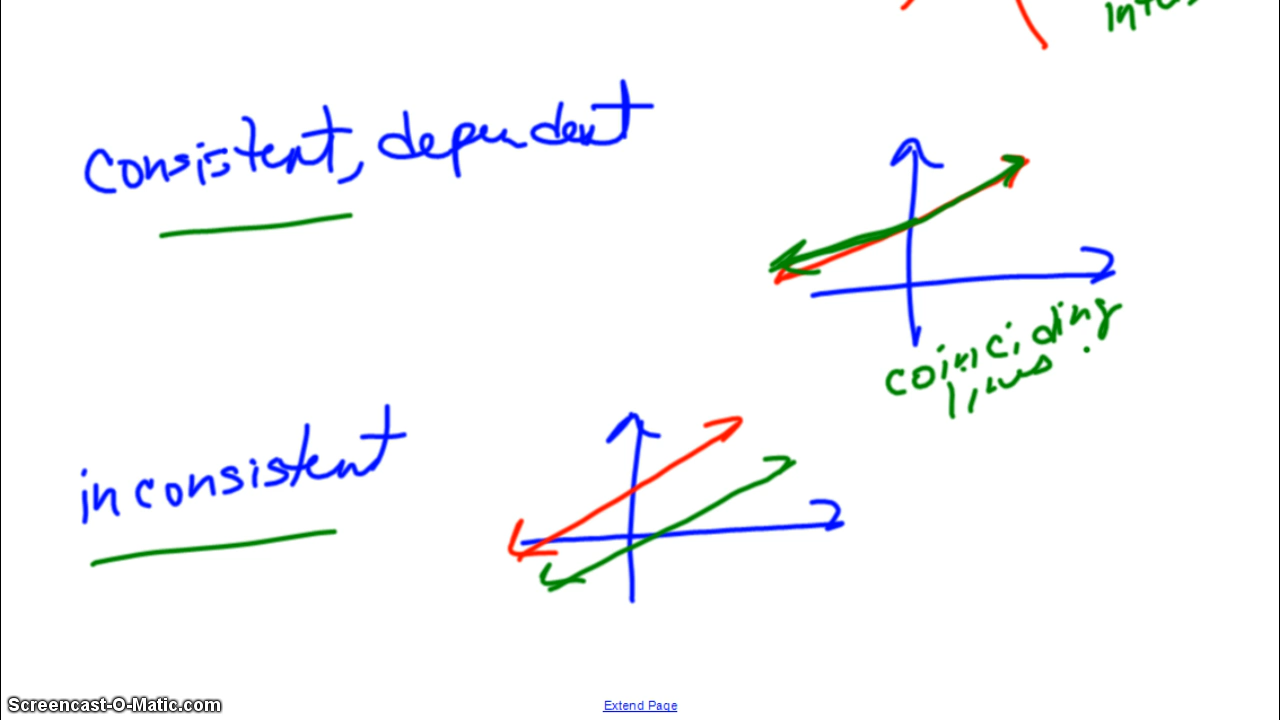 consistent, dependent
coinciding
lines
inconsistent
Extend Page
Screencast-O-Matic.com